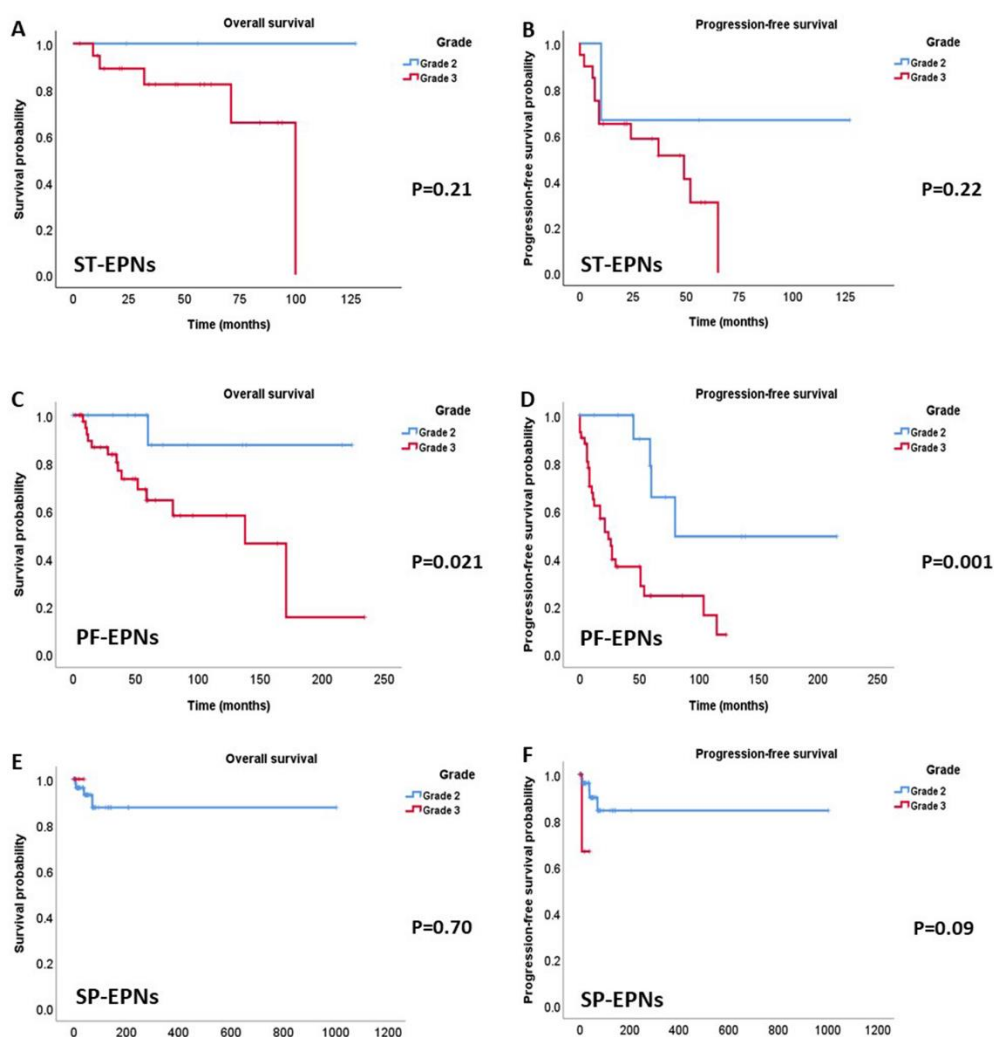 A
Overall survival
Grade
Grade 2
Grade 3
Survival probability
1.0
0.8
0.6
0.4
0.2
0.0
P=0.21
ST-EPNs
0 25 50 75 100 125
Time (months)
B
Progression-free survival
Grade
Grade 2
Grade 3
Progression-free survival probability
1.0
0.8
0.6
0.4
0.2
0.0
P=0.22
ST-EPNs
0 25 50 75 100 125
Time (months)
C
Overall survival
Grade
Grade 2
Grade 3
Survival probability
1.0
0.8
0.6
0.4
0.2
0.0
P=0.021
PF-EPNs
0 50 100 150 200 250
Time (months)
D
Progression-free survival
Grade
Grade 2
Grade 3
Progression-free survival probability
1.0
0.8
0.6
0.4
0.2
0.0
P=0.001
PF-EPNs
0 50 100 150 200 250
Time (months)
E
Overall survival
Grade
Grade 2
Grade 3
Survival probability
1.0
0.8
0.6
0.4
0.2
0.0
P=0.70
SP-EPNs
0 200 400 600 800 1000 1200
F
Progression-free survival
Grade
Grade 2
Grade 3
Progression-free survival probability
1.0
0.8
0.6
0.4
0.2
0.0
P=0.09
SP-EPNs
0 200 400 600 800 1000 1200